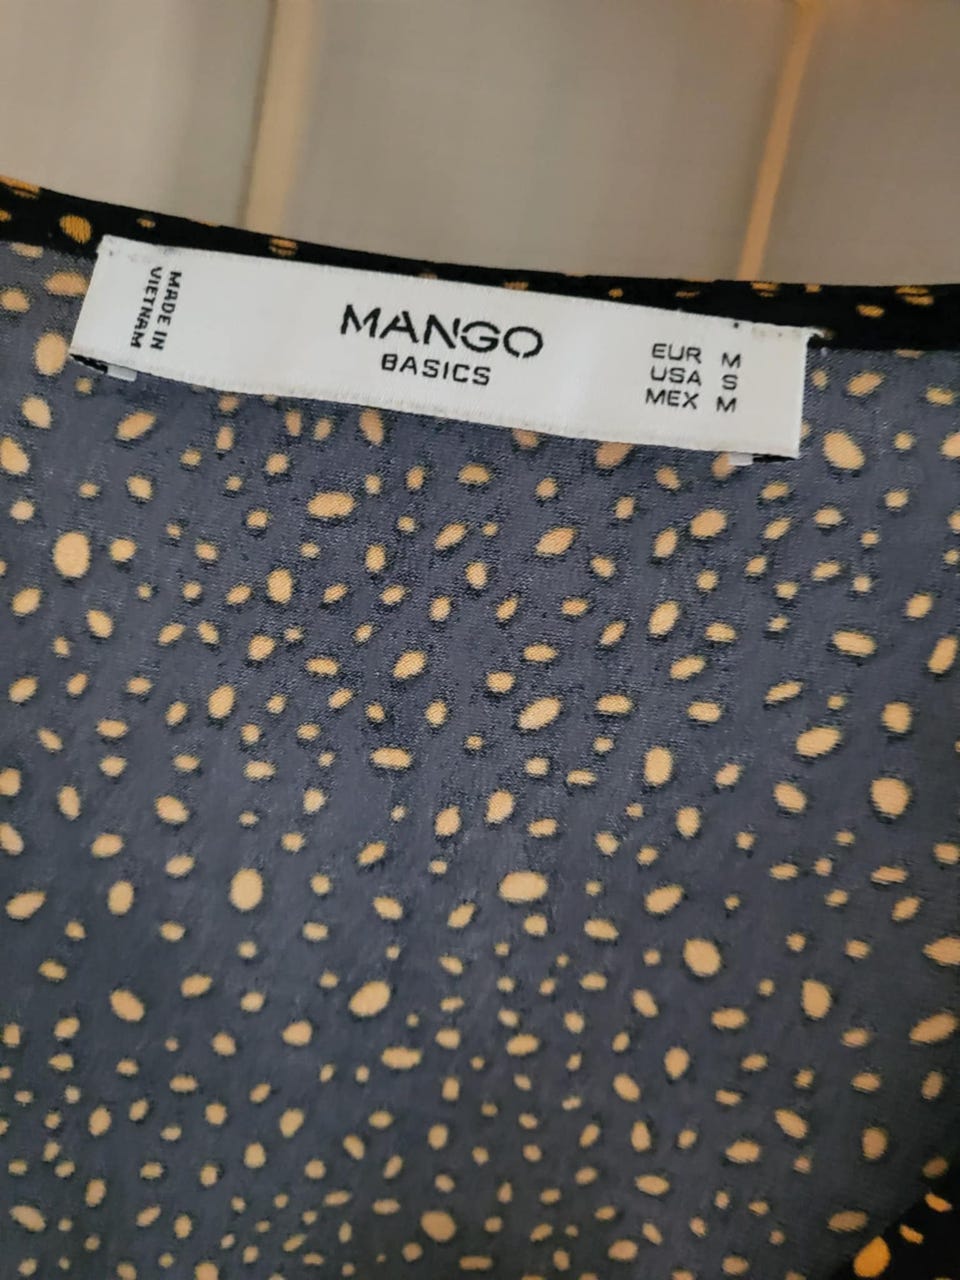 MADE IN
VIETNAM
MANGO
BASICS
EUR M
USA S
MEX M